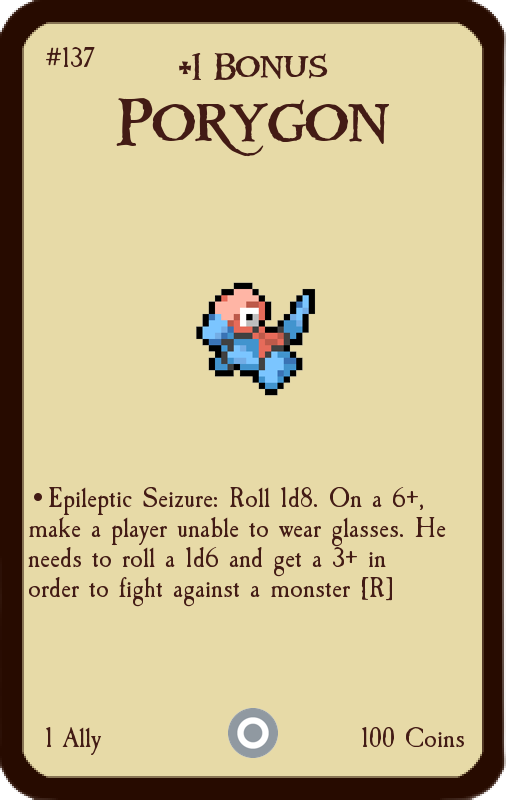 #137
+1 Bonus
Porygon
•Epileptic Seizure: Roll 1d8. On a 6+,
make a player unable to wear glasses. He
needs to roll a 1d6 and get a 3+ in
order to fight against a monster [R]
1 Ally
100 Coins